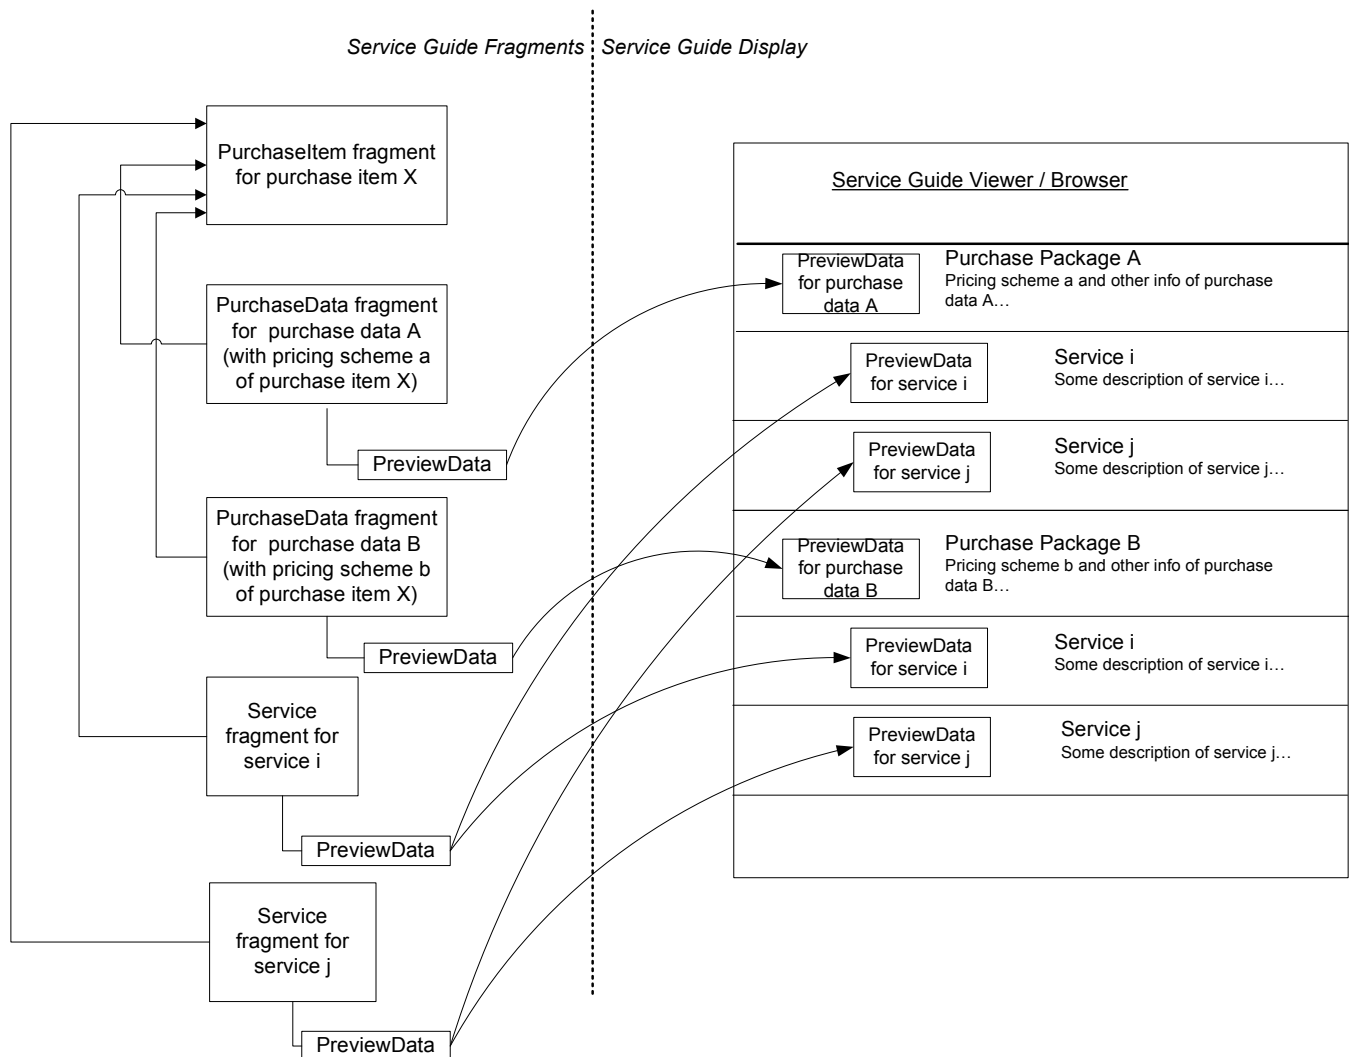 Service Guide Fragments
Service Guide Display
PurchaseItem fragment
for purchase item X
PurchaseData fragment
for purchase data A
(with pricing scheme a
of purchase item X)
PreviewData
PurchaseData fragment
for purchase data B
(with pricing scheme b
of purchase item X)
PreviewData
Service
fragment for
service i
PreviewData
Service
fragment for
service j
PreviewData
Service Guide Viewer / Browser
PreviewData
for purchase
data A
Purchase Package A
Pricing scheme a and other info of purchase
data A…
PreviewData
for service i
Service i
Some description of service i…
PreviewData
for service j
Service j
Some description of service j…
PreviewData
for purchase
data B
Purchase Package B
Pricing scheme b and other info of purchase
data B…
PreviewData
for service i
Service i
Some description of service i…
PreviewData
for service j
Service j
Some description of service j…